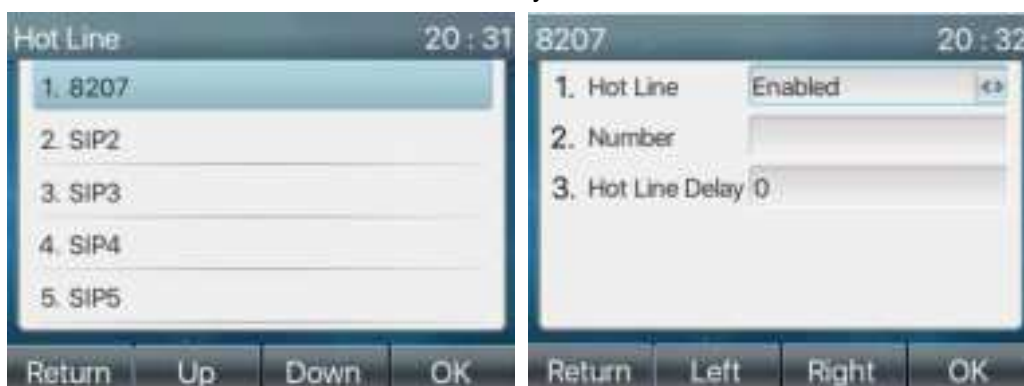 Hot Line 20 : 31
1. 8207
2. SIP2
3. SIP3
4. SIP4
5. SIP5
Return Up Down OK
8207 20 : 32
1. Hot Line Enabled <>
2. Number
3. Hot Line Delay 0
Return Left Right OK